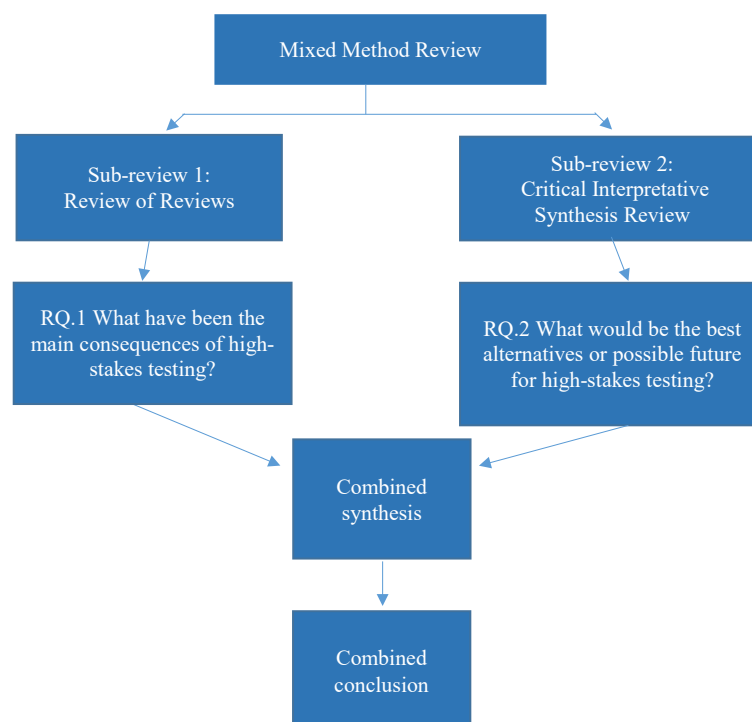 Mixed Method Review
Sub-review 1:
Review of Reviews
Sub-review 2:
Critical Interpretative
Synthesis Review
RQ.1 What have been the
main consequences of high-
stakes testing?
RQ.2 What would be the best
alternatives or possible future
for high-stakes testing?
Combined
synthesis
Combined
conclusion